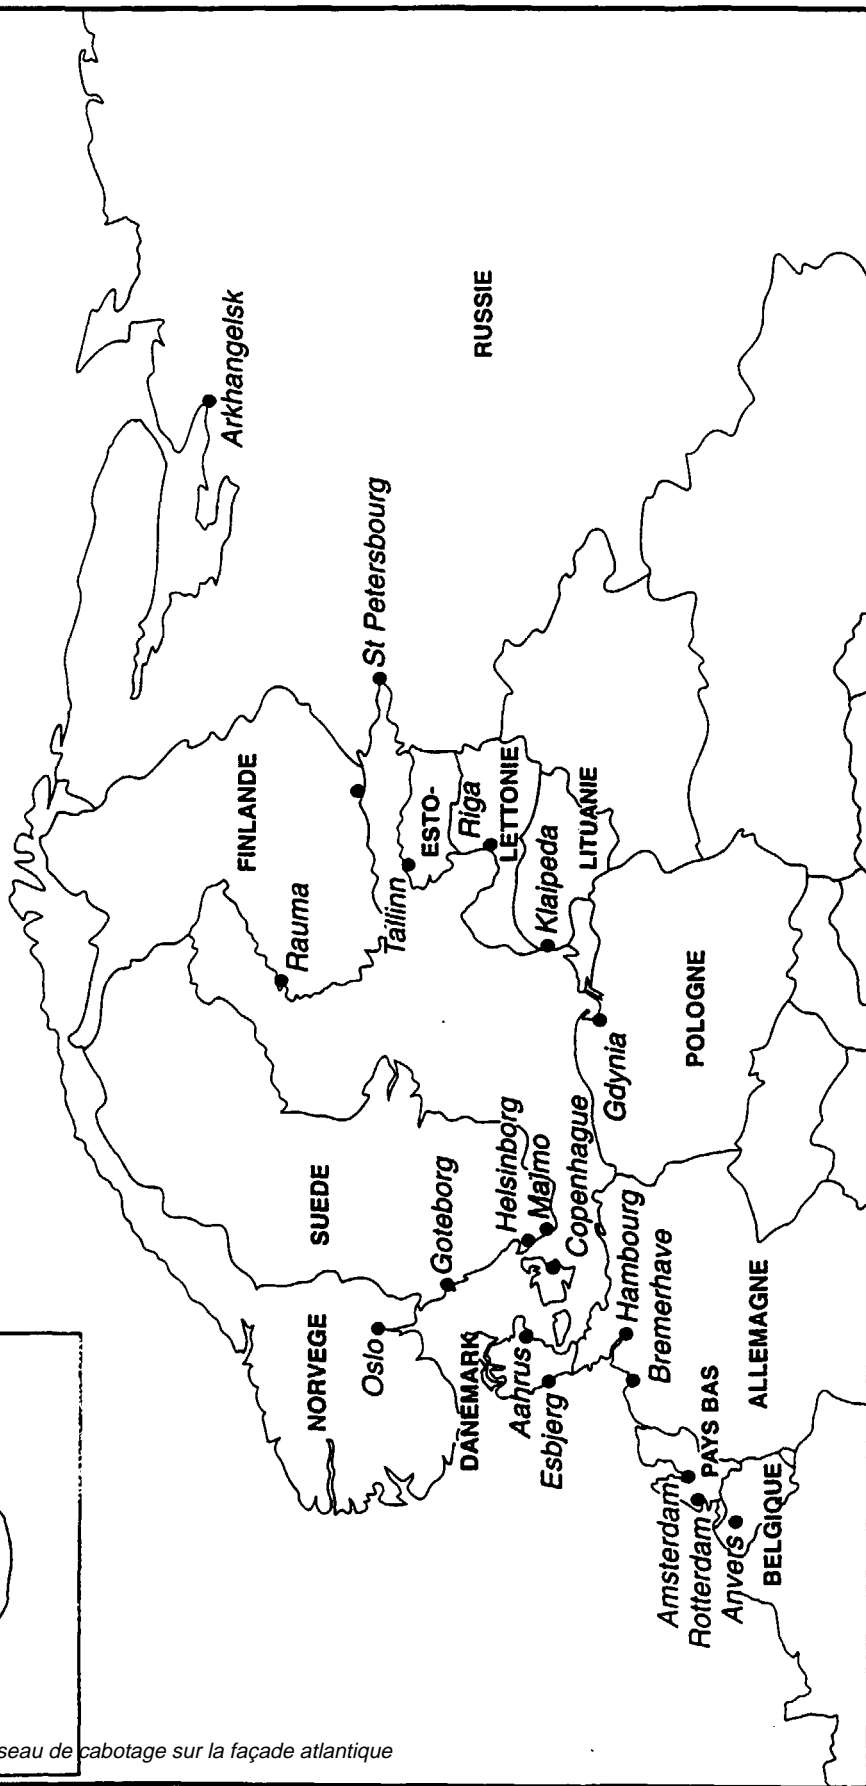 Arkhangelsk
RUSSIE
St Petersbourg
FINLANDE
Rauma
Tallinn
ESTO-
Riga
LETTONIE
Klaipeda
LITUANIE
Gdynia
POLOGNE
SUEDE
Goteborg
Helsinborg
Malmo
Copenhague
NORVEGE
Oslo
DANEMARK
Aahrus
Esbjerg
Hambourg
Bremerhave
ALLEMAGNE
PAYS BAS
Amsterdam
Rotterdam
Anvers
BELGIQUE
seau de cabotage sur la façade atlantique